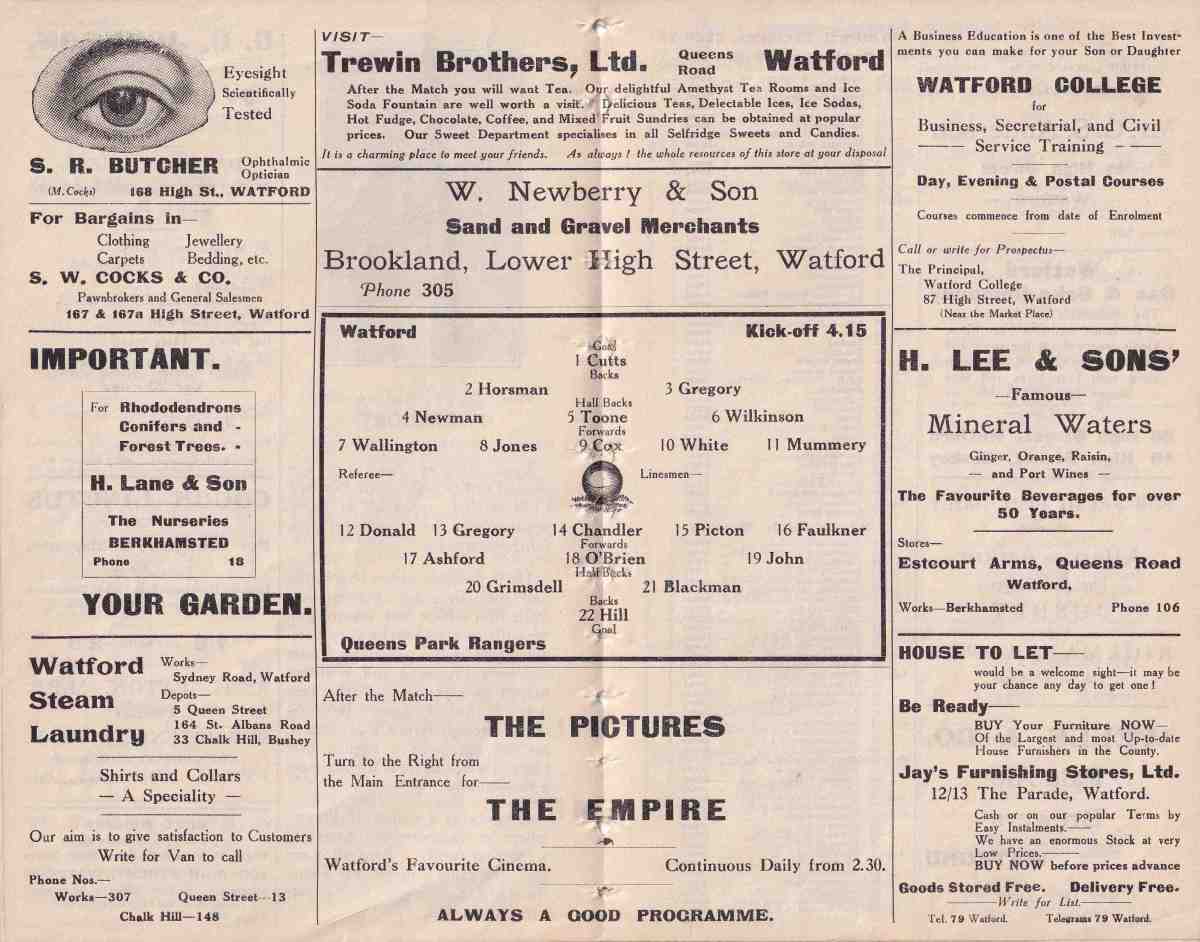 Eyesight
Scientifically
Tested
S. R. BUTCHER Ophthalmic Optician
(M. Cocks) 168 High St., WATFORD
For Bargains in—
Clothing Jewellery
Carpets Bedding, etc.
S. W. COCKS & CO.
Pawnbrokers and General Salesmen
167 & 167a High Street, Watford
IMPORTANT.
For Rhododendrons
Conifers and -
Forest Trees. -
H. Lane & Son
The Nurseries
BERKHAMSTED
Phone 18
YOUR GARDEN.
Watford Steam Laundry
Works—
Sydney Road, Watford
Depots—
5 Queen Street
164 St. Albans Road
33 Chalk Hill, Bushey
Shirts and Collars
— A Speciality —
Our aim is to give satisfaction to Customers
Write for Van to call
Phone Nos.—
Works—307 Queen Street—13
Chalk Hill—148
VISIT—
Trewin Brothers, Ltd. Queens Road Watford
After the Match you will want Tea. Our delightful Amethyst Tea Rooms and Ice
Soda Fountain are well worth a visit. Delicious Teas, Delectable Ices, Ice Sodas,
Hot Fudge, Chocolate, Coffee, and Mixed Fruit Sundries can be obtained at popular
prices. Our Sweet Department specialises in all Selfridge Sweets and Candies.
It is a charming place to meet your friends. As always! the whole resources of this store at your disposal
W. Newberry & Son
Sand and Gravel Merchants
Brookland, Lower High Street, Watford
Phone 305
Watford Kick-off 4.15
Goal
1 Cutts
Backs
2 Horsman 3 Gregory
Half Backs
4 Newman 5 Toone 6 Wilkinson
Forwards
7 Wallington 8 Jones 9 Cox 10 White 11 Mummery
Referee— Linesmen—
12 Donald 13 Gregory 14 Chandler 15 Picton 16 Faulkner
Forwards
17 Ashford 18 O'Brien 19 John
Half Backs
20 Grimsdell 21 Blackman
Backs
22 Hill
Goal
Queens Park Rangers
After the Match—
THE PICTURES
Turn to the Right from
the Main Entrance for—
THE EMPIRE
Watford's Favourite Cinema. Continuous Daily from 2.30.
ALWAYS A GOOD PROGRAMME.
A Business Education is one of the Best Invest-
ments you can make for your Son or Daughter
WATFORD COLLEGE
for
Business, Secretarial, and Civil
Service Training
Day, Evening & Postal Courses
Courses commence from date of Enrolment
Call or write for Prospectus—
The Principal,
Watford College
87 High Street, Watford
(Near the Market Place)
H. LEE & SONS'
—Famous—
Mineral Waters
Ginger, Orange, Raisin,
— and Port Wines —
The Favourite Beverages for over
50 Years.
Stores—
Estcourt Arms, Queens Road
Watford.
Works—Berkhamsted Phone 106
HOUSE TO LET—
would be a welcome sight—it may be
your chance any day to get one!
Be Ready—
BUY Your Furniture NOW—
Of the Largest and most Up-to-date
House Furnishers in the County.
Jay's Furnishing Stores, Ltd.
12/13 The Parade, Watford.
Cash or on our popular Terms by
Easy Instalments.—
We have an enormous Stock at very
Low Prices.—
BUY NOW before prices advance
Goods Stored Free. Delivery Free.
—Write for List.—
Tel. 79 Watford. Telegrams 79 Watford.